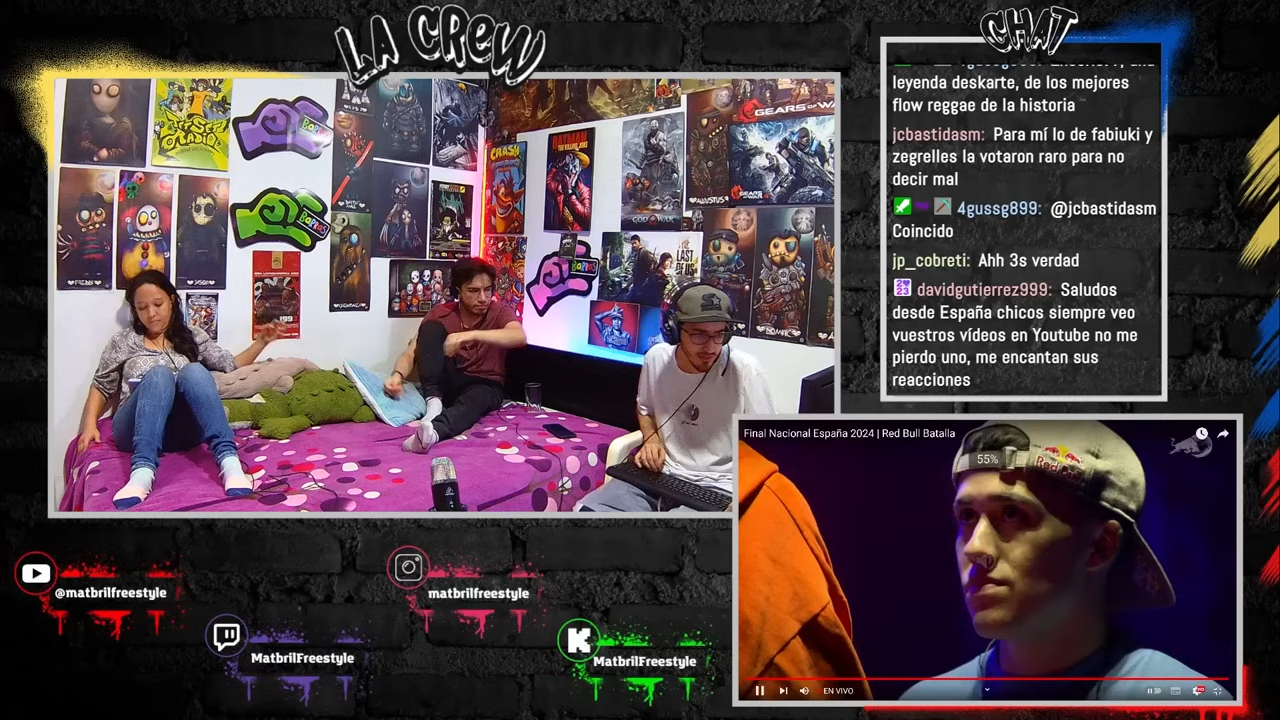 LA CREW
CHAT
leyenda deskarte, de los mejores
flow reggae de la historia
jcbastidasm: Para mí lo de fabiuki y
zegrelles la votaron raro para no
decir mal
4gussg899: @jcbastidasm
Coincido
jp_cobreti: Ahh 3s verdad
davidgutierrez999: Saludos
desde España chicos siempre veo
vuestros vídeos en Youtube no me
pierdo uno, me encantan sus
reacciones
BATMAN
CRASH
GEARS OF WAR
GEARS
GOD OF WAR
THE
LAST
OF US
Final Nacional España 2024 | Red Bull Batalla
55%
Red Bull
EN VIVO
@matbrilfreestyle
matbrilfreestyle
MatbrilFreestyle
MatbrilFreestyle